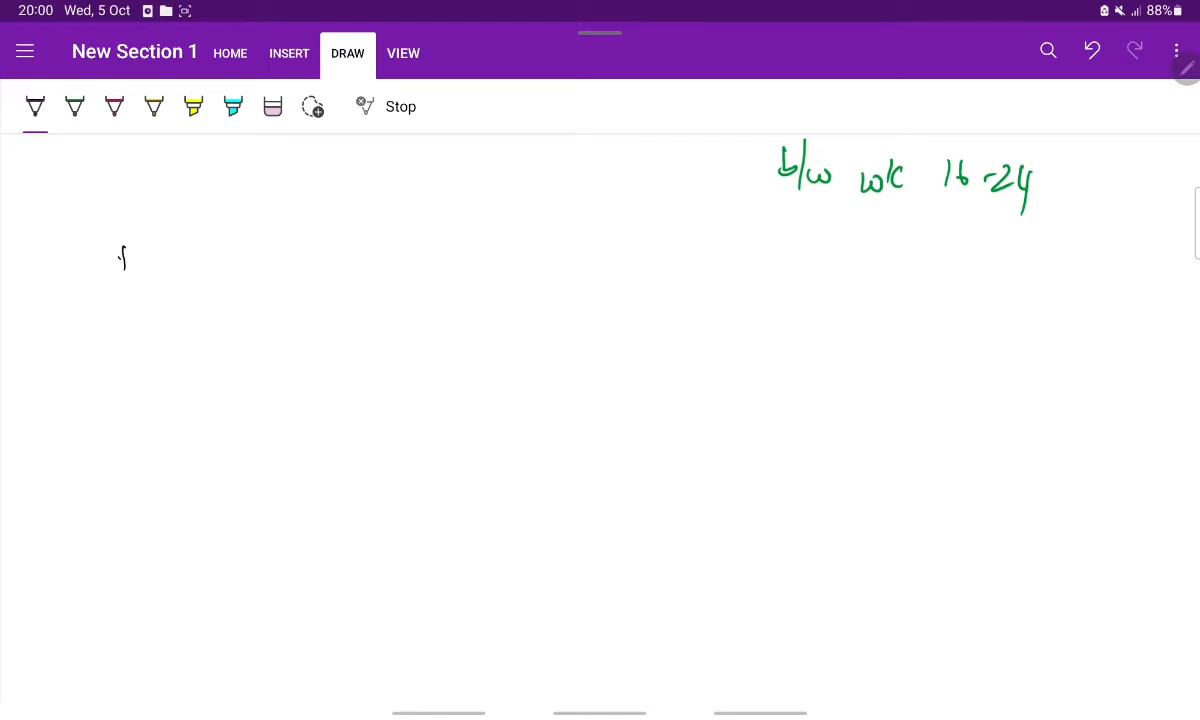 20:00 Wed, 5 Oct 88%
New Section 1 HOME INSERT DRAW VIEW
Stop
b/w wk 16-24